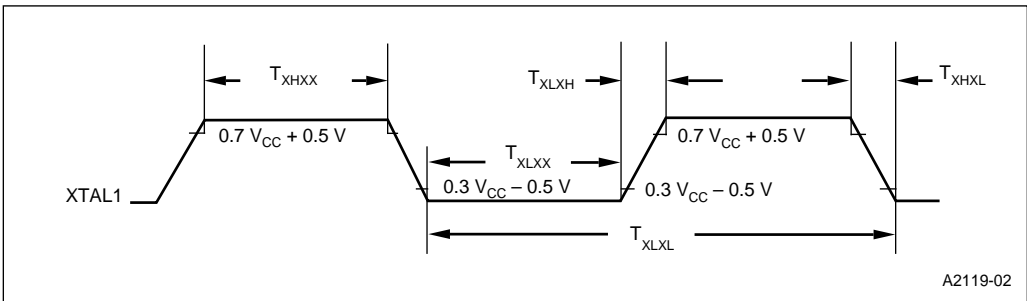 T_XHXX
T_XLXH
T_XHXL
0.7 V_CC + 0.5 V
0.7 V_CC + 0.5 V
T_XLXX
XTAL1
0.3 V_CC – 0.5 V
0.3 V_CC – 0.5 V
T_XLXL
A2119-02